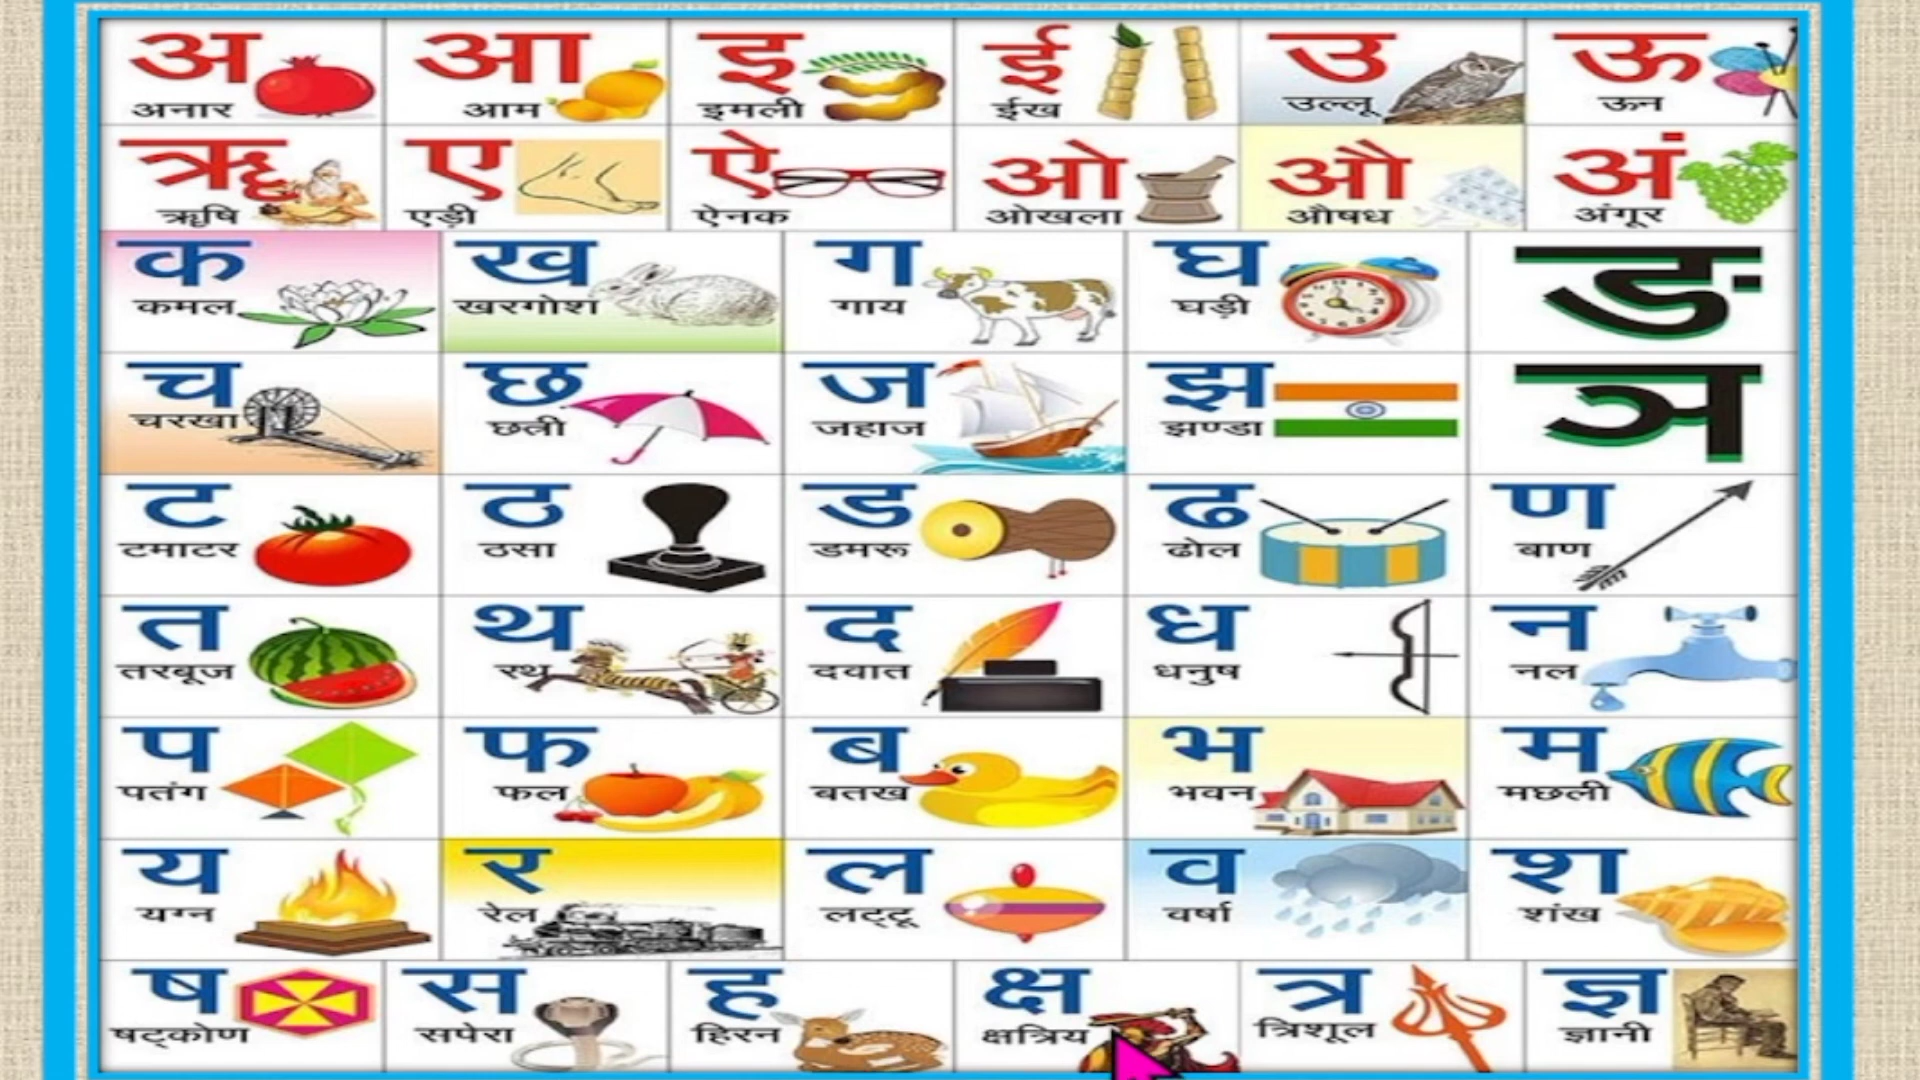 अ आ इ ई उ ऊ
अनार आम इमली ईख उल्लू ऊन
ऋ ए ऐ ओ औ अं
ऋषि एड़ी ऐनक ओखला औषध अंगूर
क ख ग घ ङ
कमल खरगोश गाय घड़ी
च छ ज झ ञ
चरखा छत्री जहाज झण्डा
ट ठ ड ढ ण
टमाटर ठसा डमरू ढोल बाण
त थ द ध न
तरबूज रथ दवात धनुष नल
प फ ब भ म
पतंग फल बतख भवन मछली
य र ल व श
यग्न रेल लट्टू वर्षा शंख
ष स ह क्ष त्र ज्ञ
षट्कोण सपेरा हिरन क्षत्रिय त्रिशूल ज्ञानी